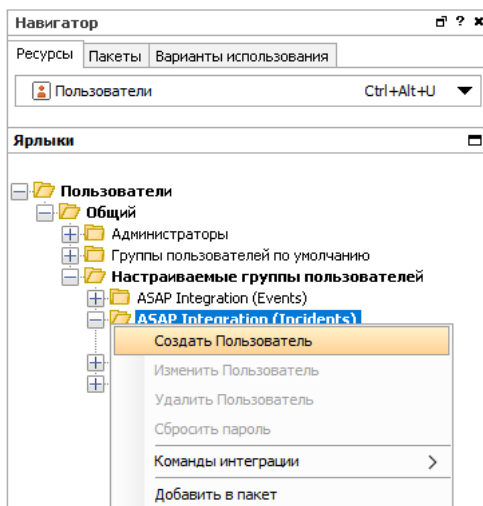 Навигатор
Ресурсы Пакеты Варианты использования
Пользователи Ctrl+Alt+U
Ярлыки
Пользователи
Общий
Администраторы
Группы пользователей по умолчанию
Настраиваемые группы пользователей
ASAP Integration (Events)
ASAP Integration (Incidents)
Создать Пользователь
Изменить Пользователь
Удалить Пользователь
Сбросить пароль
Команды интеграции
Добавить в пакет